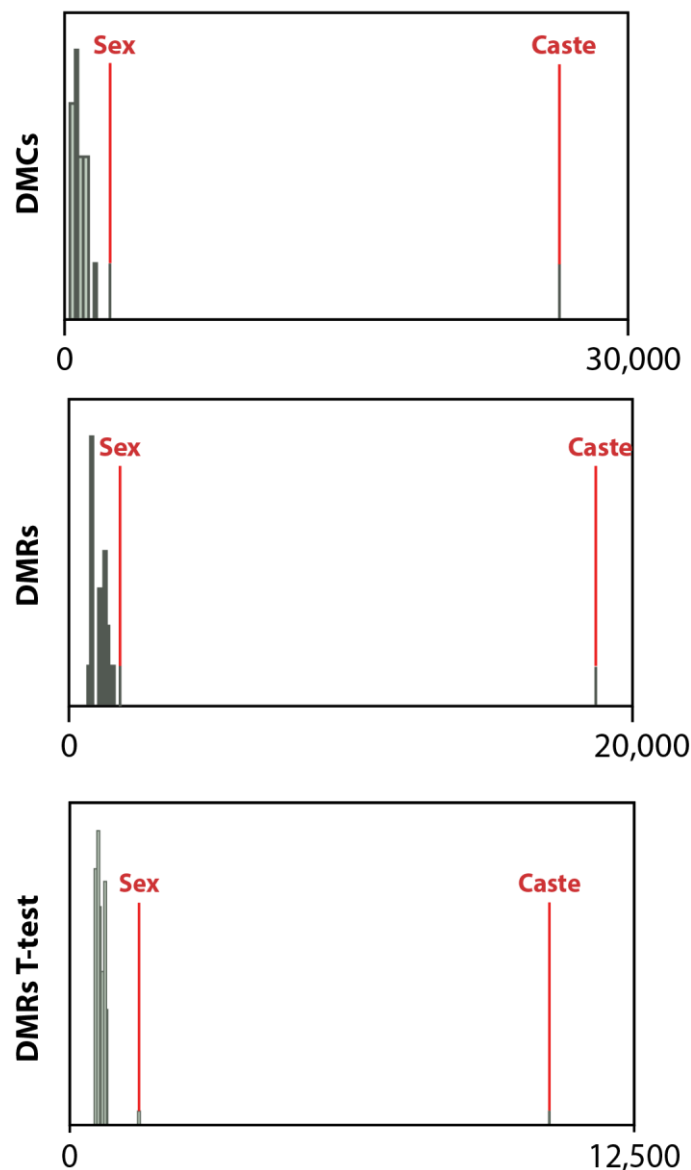 Sex
Caste
DMCs
0
30,000
Sex
Caste
DMRs
0
20,000
Sex
Caste
DMRs T-test
0
12,500